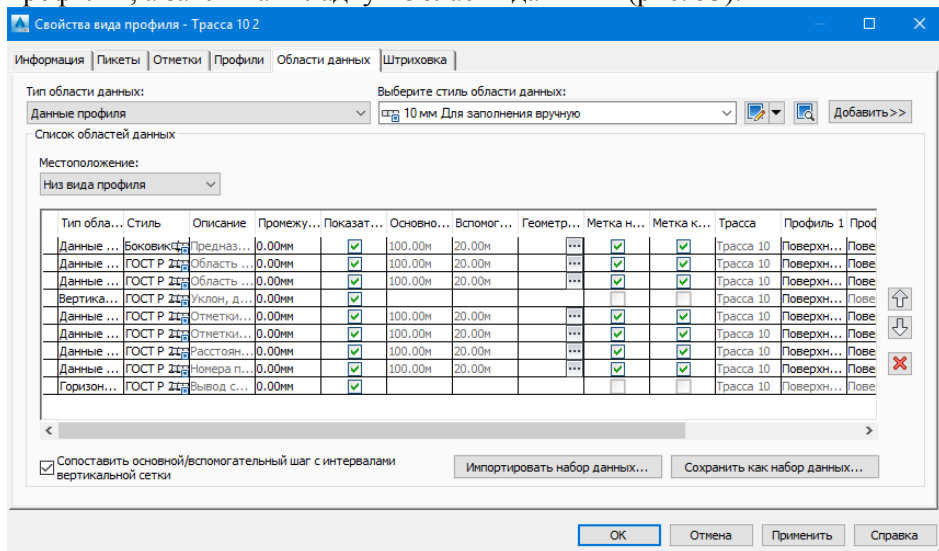 Свойства вида профиля - Трасса 10 2
Информация Пикеты Отметки Профили Области данных Штриховка
Тип области данных: Выберите стиль области данных:
Данные профиля 10 мм Для заполнения вручную Добавить>>
Список областей данных
Местоположение:
Низ вида профиля
Тип обла... Стиль Описание Промежу... Показат... Основно... Вспомог... Геометр... Метка н... Метка к... Трасса Профиль 1 Проф
Данные ... Боковик Предназ... 0.00мм 100.00м 20.00м ... Трасса 10 Поверхн... Пове
Данные ... ГОСТ Р Область ... 0.00мм 100.00м 20.00м ... Трасса 10 Поверхн... Пове
Данные ... ГОСТ Р Область ... 0.00мм 100.00м 20.00м ... Трасса 10 Поверхн... Пове
Вертика... ГОСТ Р Уклон, д... 0.00мм Трасса 10 Поверхн... Пове
Данные ... ГОСТ Р Отметки... 0.00мм 100.00м 20.00м ... Трасса 10 Поверхн... Пове
Данные ... ГОСТ Р Отметки... 0.00мм 100.00м 20.00м ... Трасса 10 Поверхн... Пове
Данные ... ГОСТ Р Расстоян... 0.00мм 100.00м 20.00м ... Трасса 10 Поверхн... Пове
Данные ... ГОСТ Р Номера п... 0.00мм 100.00м 20.00м ... Трасса 10 Поверхн... Пове
Горизон... ГОСТ Р Вывод с... 0.00мм Трасса 10 Поверхн... Пове
Сопоставить основной/вспомогательный шаг с интервалами
вертикальной сетки
Импортировать набор данных... Сохранить как набор данных...
ОК Отмена Применить Справка